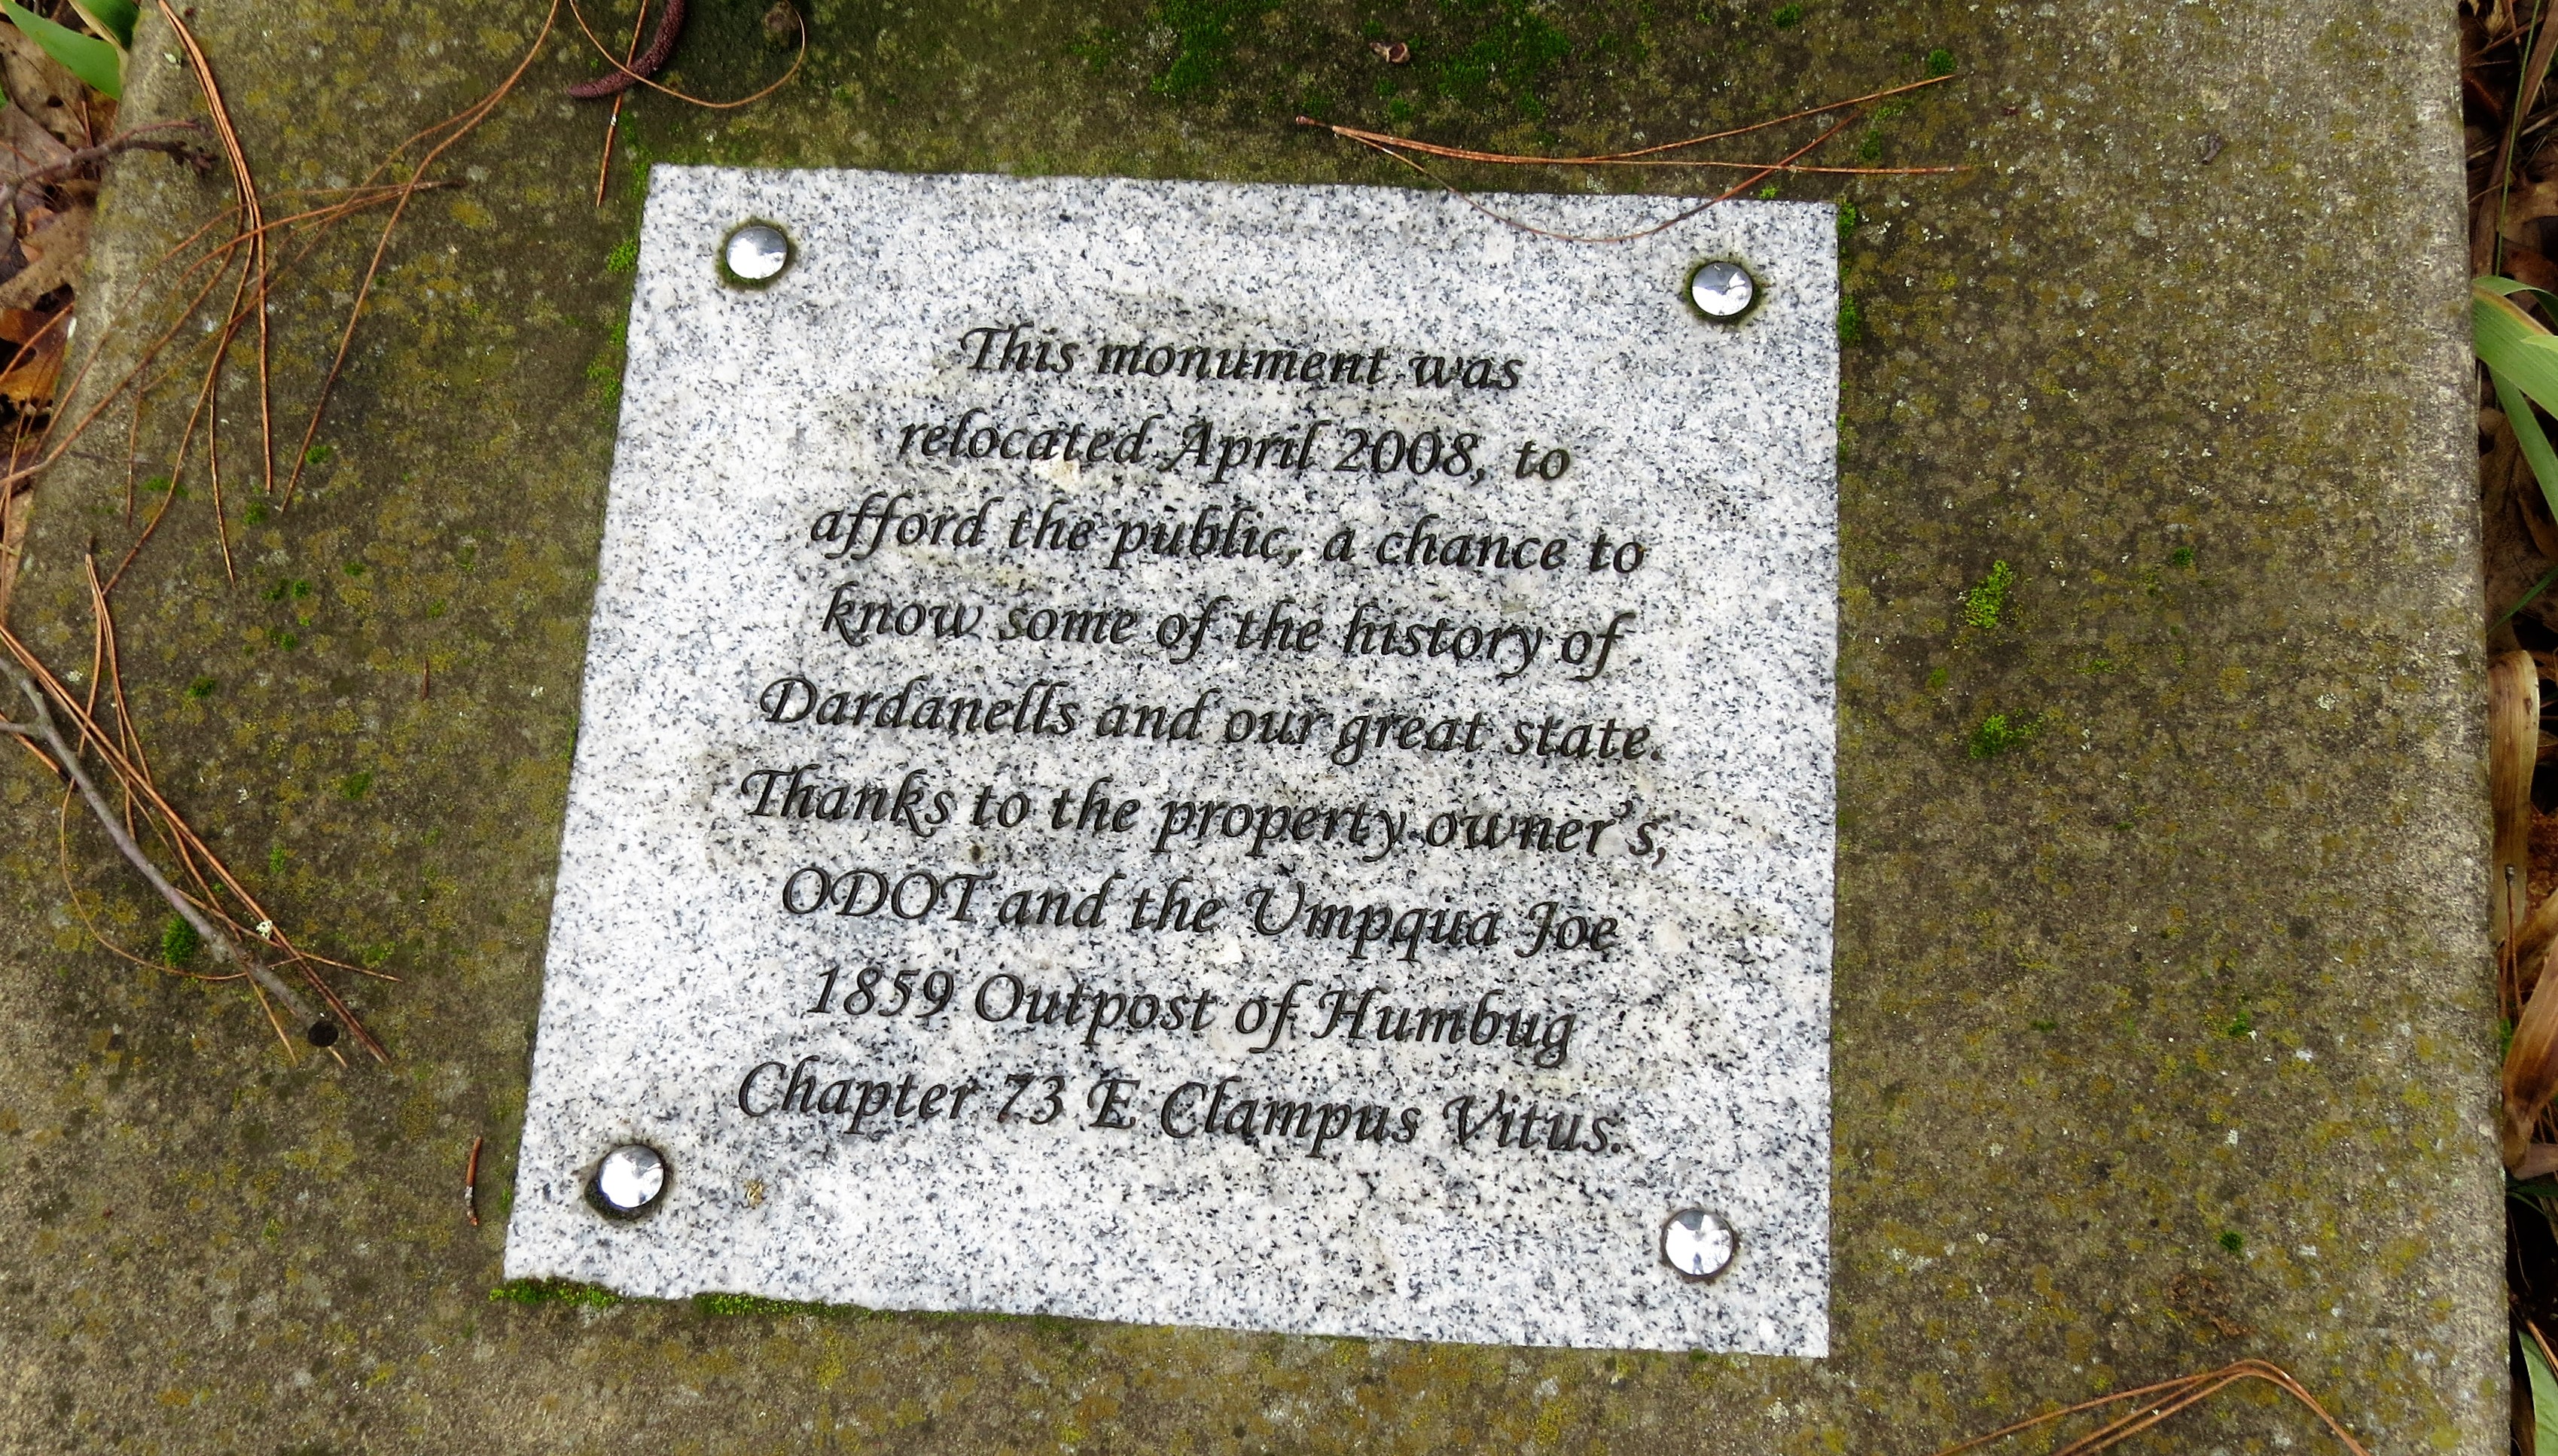 This monument was
relocated April 2008, to
afford the public, a chance to
know some of the history of
Dardanells and our great state.
Thanks to the property owner's,
ODOT and the Umpqua Joe
1859 Outpost of Humbug
Chapter 73 E Clampus Vitus.